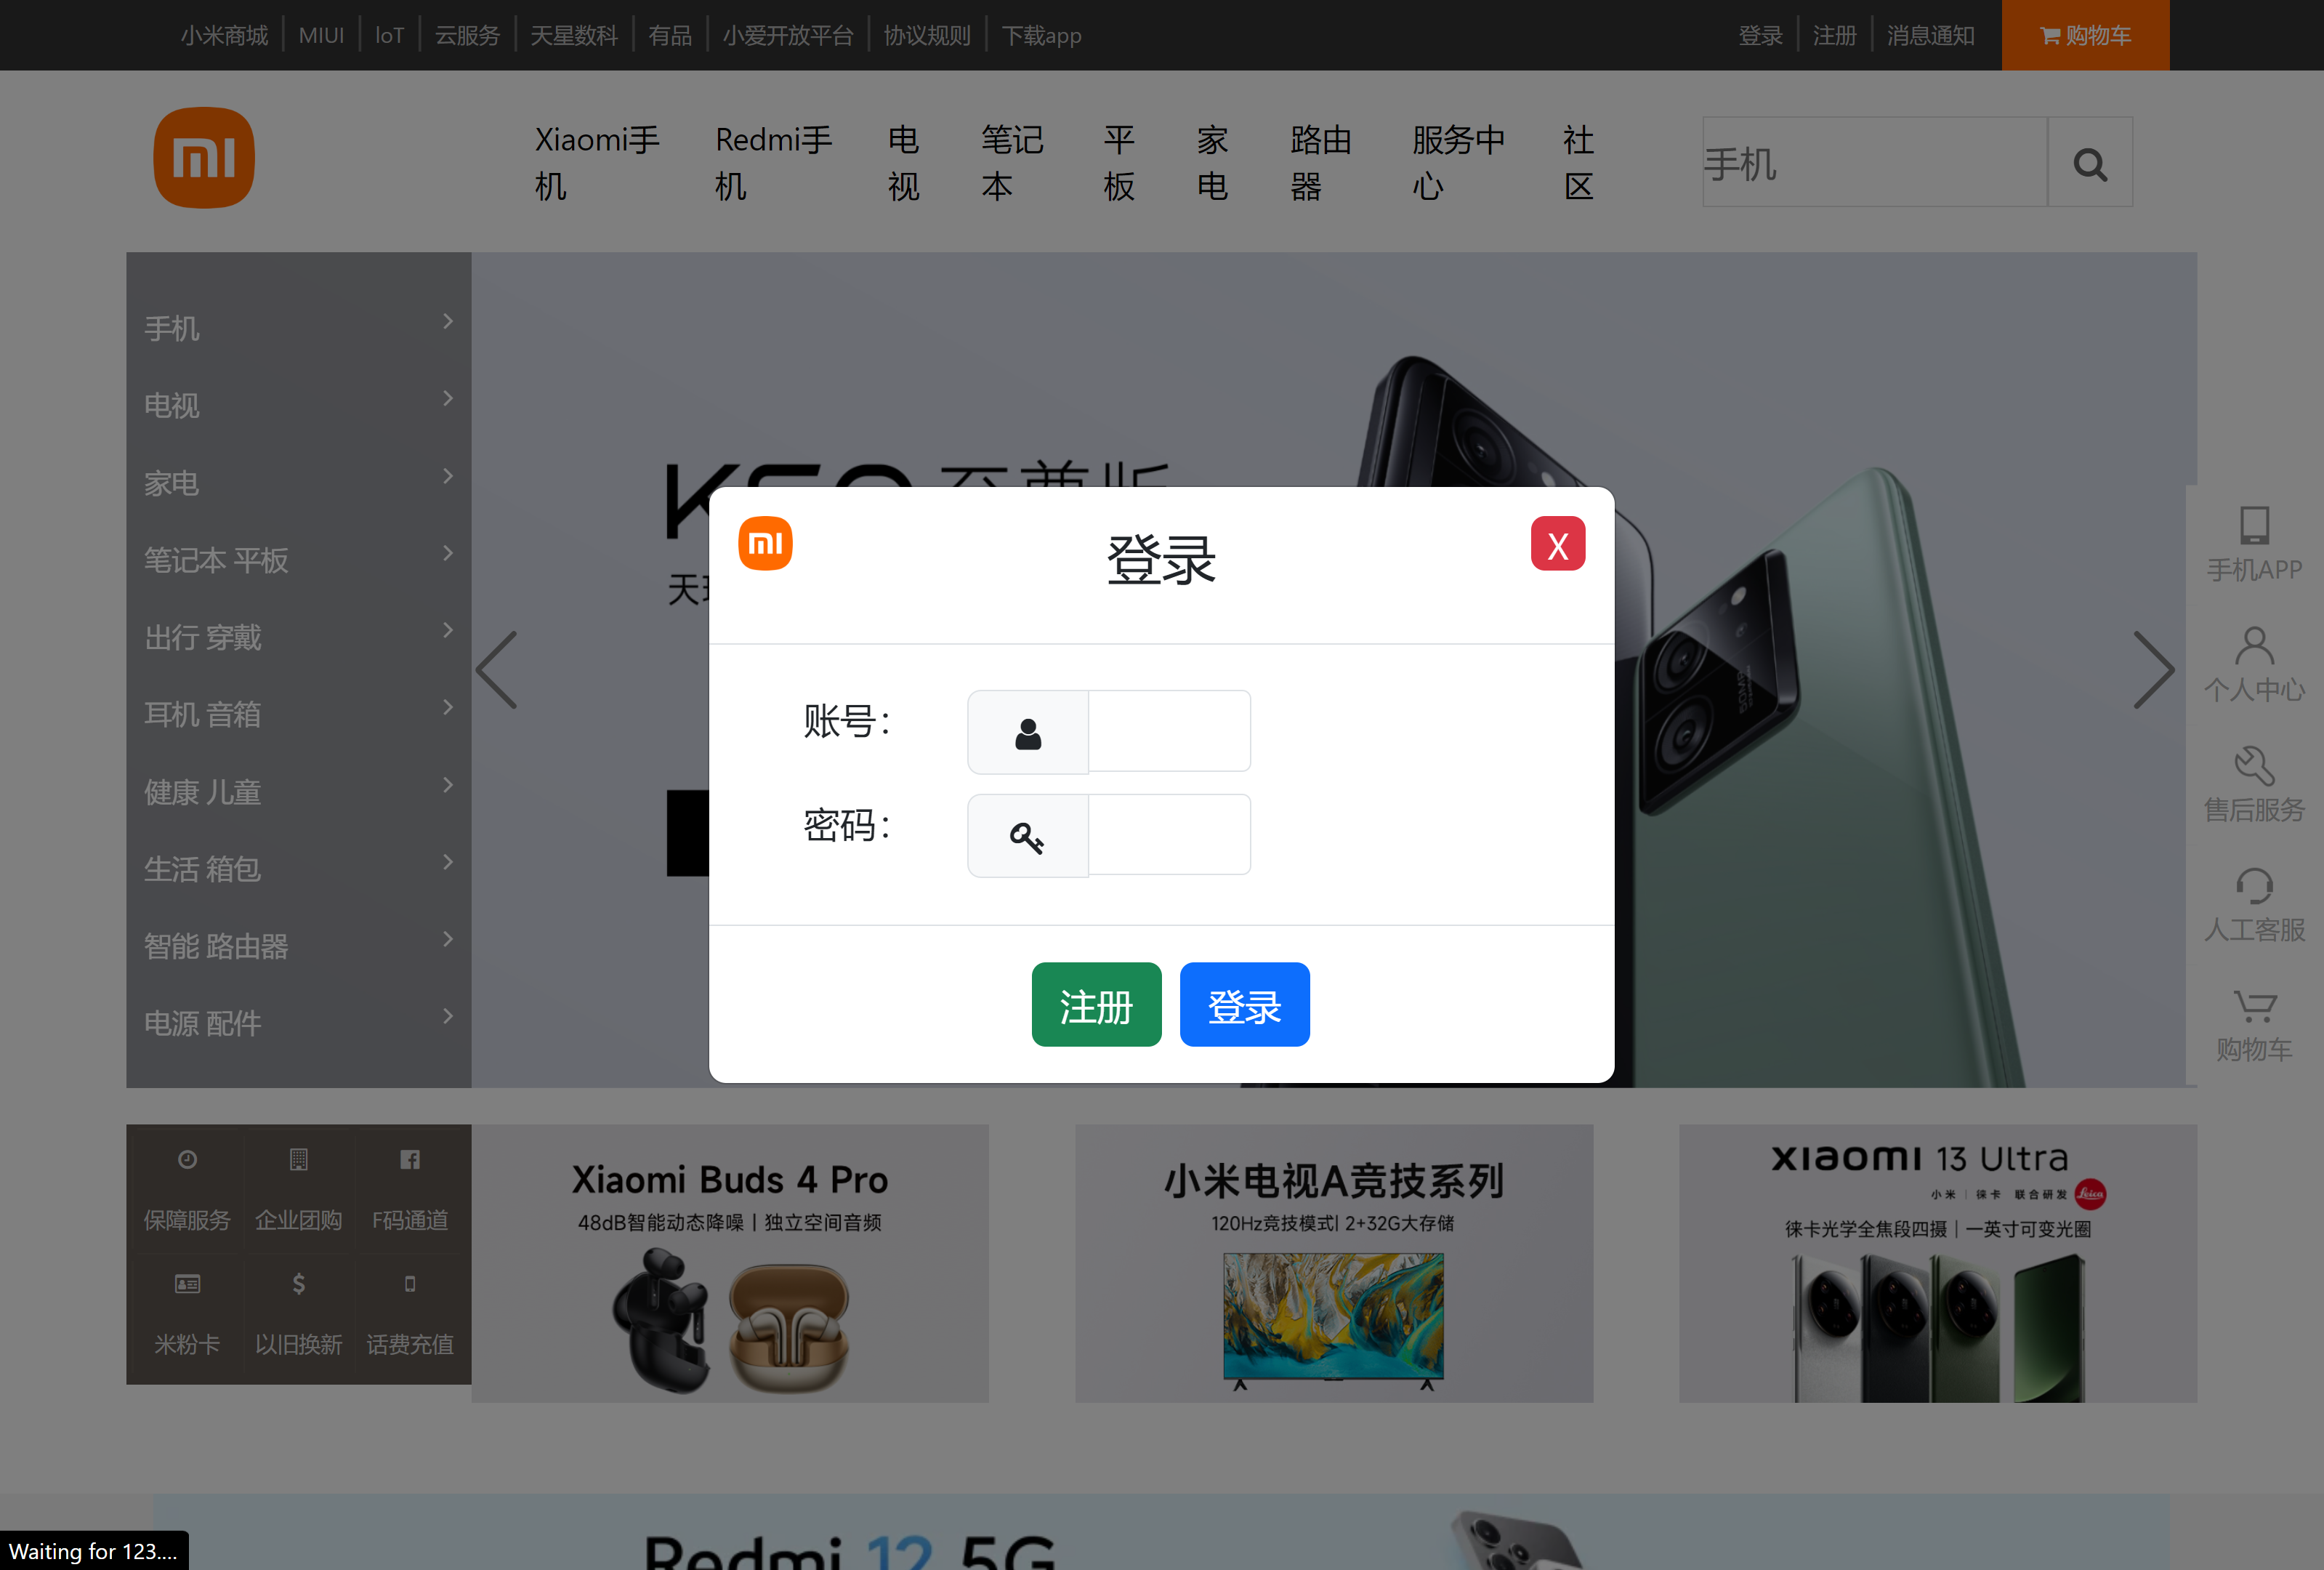 小米商城 MIUI loT 云服务 天星数科 有品 小爱开放平台 协议规则 下载app 登录 注册 消息通知 购物车
Xiaomi手机 Redmi手机 电视 笔记本 平板 家电 路由器 服务中心 社区 手机
手机
电视
家电
笔记本 平板
出行 穿戴
耳机 音箱
健康 儿童
生活 箱包
智能 路由器
电源 配件
登录
X
账号：
密码：
注册 登录
手机APP
个人中心
售后服务
人工客服
购物车
保障服务 企业团购 F码通道
米粉卡 以旧换新 话费充值
Xiaomi Buds 4 Pro
48dB智能动态降噪 | 独立空间音频
小米电视A竞技系列
120Hz竞技模式| 2+32G大存储
xiaomi 13 Ultra
小米 | 徕卡 联合研发 Leica
徕卡光学全焦段四摄 | 一英寸可变光圈
Redmi 12 5G
Waiting for 123....